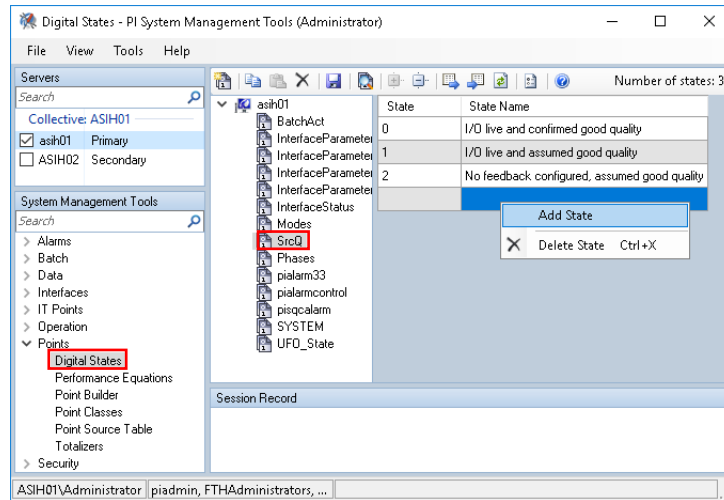 Digital States - PI System Management Tools (Administrator)
File View Tools Help
Servers
Search
Collective: ASIH01
asih01 Primary
ASIH02 Secondary
System Management Tools
Search
Alarms
Batch
Data
Interfaces
IT Points
Operation
Points
Digital States
Performance Equations
Point Builder
Point Classes
Point Source Table
Totalizers
Security
Number of states: 3
asih01
BatchAct
InterfaceParameter
InterfaceParameter
InterfaceParameter
InterfaceParameter
InterfaceStatus
Modes
SrcQ
Phases
pialarm33
pialarmcontrol
pisqcalarm
SYSTEM
UFO_State
State State Name
0 I/O live and confirmed good quality
1 I/O live and assumed good quality
2 No feedback configured, assumed good quality
Add State
Delete State Ctrl+X
Session Record
ASIH01\Administrator piadmin, FTHAdministrators, ...